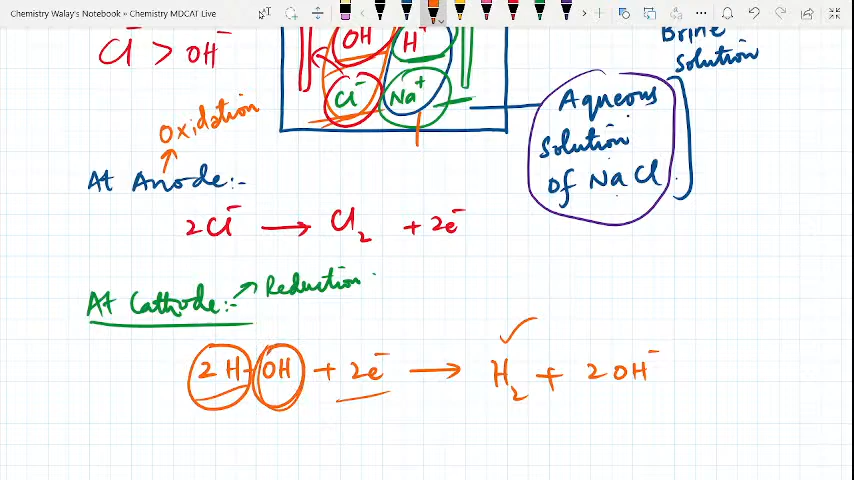 Chemistry Walay's Notebook » Chemistry MDCAT Live
Cl⁻ > OH⁻
OH⁻ H⁺
Cl⁻ Na⁺
Brine
Solution
Aqueous
Solution
Of NaCl
Oxidation
At Anode:-
2Cl⁻ → Cl₂ + 2e⁻
At Cathode:- → Reduction
2H-OH + 2e⁻ → H₂ + 2OH⁻